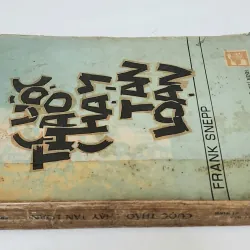 CUỘC
THÁO
CHẠY
TÁN
LOẠN
FRANK SNEPP
CUỘC THÁO CHẠY TÁN LOẠN